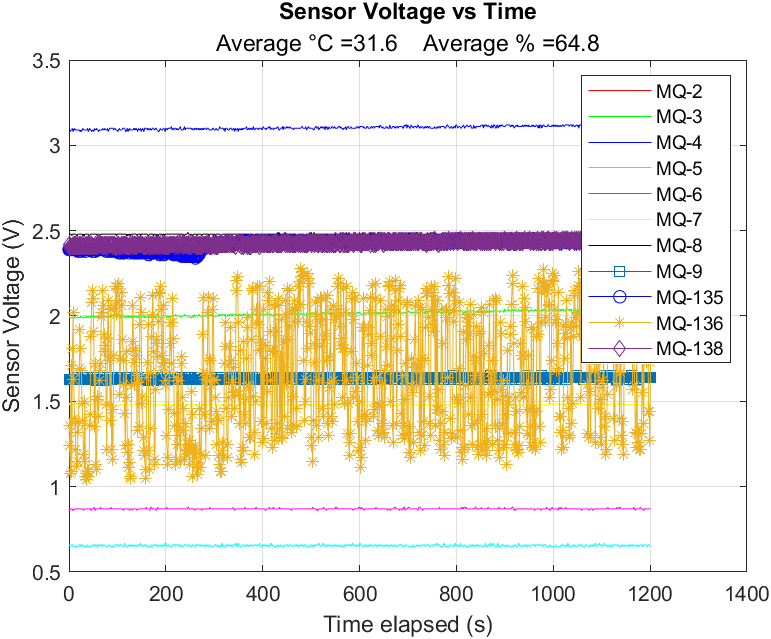 Sensor Voltage vs Time
Average °C =31.6 Average % =64.8
3.5
3
2.5
2
1.5
1
0.5
Sensor Voltage (V)
0 200 400 600 800 1000 1200 1400
Time elapsed (s)
MQ-2
MQ-3
MQ-4
MQ-5
MQ-6
MQ-7
MQ-8
MQ-9
MQ-135
MQ-136
MQ-138